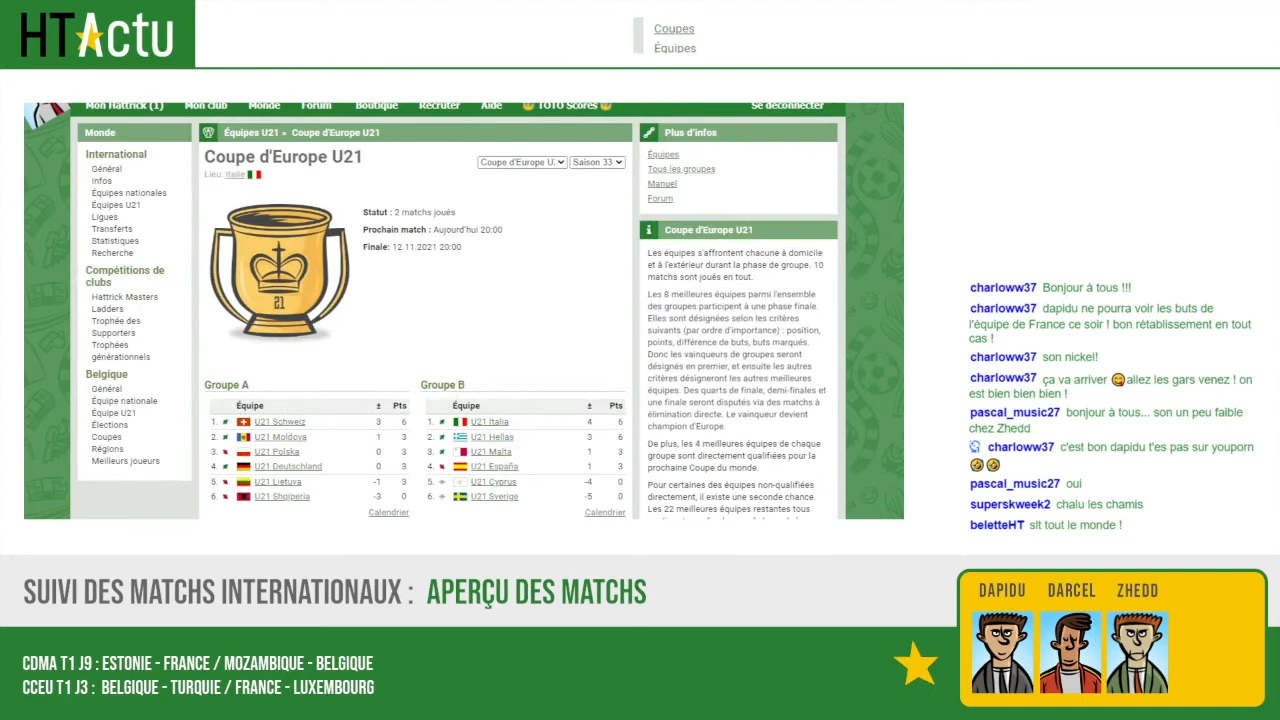 HTActu
Coupes
Équipes
Mon Hattrick (1) Mon club Monde Forum Boutique Recruter Aide TOTO Scores Se déconnecter
Monde
International
Général
Infos
Équipes nationales
Équipes U21
Ligues
Transferts
Statistiques
Recherche
Compétitions de
clubs
Hattrick Masters
Ladders
Trophée des
Supporters
Trophées
générationnels
Belgique
Général
Équipe nationale
Équipe U21
Élections
Coupes
Régions
Meilleurs joueurs
Équipes U21 » Coupe d'Europe U21
Coupe d'Europe U21
Lieu: Italie
Coupe d'Europe U. Saison 33
Statut : 2 matchs joués
Prochain match : Aujourd'hui 20:00
Finale: 12.11.2021 20:00
21
Groupe A
Équipe ± Pts
1. U21 Schweiz 3 6
2. U21 Moldova 1 3
3. U21 Polska 0 3
4. U21 Deutschland 0 3
5. U21 Lietuva -1 3
6. U21 Shqiperia -3 0
Calendrier
Groupe B
Équipe ± Pts
1. U21 Italia 4 6
2. U21 Hellas 3 6
3. U21 Malta 1 3
4. U21 España 1 3
5. U21 Cyprus -4 0
6. U21 Sverige -5 0
Calendrier
Plus d'infos
Équipes
Tous les groupes
Manuel
Forum
Coupe d'Europe U21
Les équipes s'affrontent chacune à domicile
et à l'extérieur durant la phase de groupe. 10
matchs sont joués en tout.
Les 8 meilleures équipes parmi l'ensemble
des groupes participent à une phase finale.
Elles sont désignées selon les critères
suivants (par ordre d'importance) : position,
points, différence de buts, buts marqués.
Donc les vainqueurs de groupes seront
désignés en premier, et ensuite les autres
critères désigneront les autres meilleures
équipes. Des quarts de finale, demi-finales et
une finale seront disputés via des matchs à
élimination directe. Le vainqueur devient
champion d'Europe.
De plus, les 4 meilleures équipes de chaque
groupe sont directement qualifiées pour la
prochaine Coupe du monde.
Pour certaines des équipes non-qualifiées
directement, il existe une seconde chance.
Les 22 meilleures équipes restantes tous
charloww37 Bonjour à tous !!!
charloww37 dapidu ne pourra voir les buts de
l'équipe de France ce soir ! bon rétablissement en tout
cas !
charloww37 son nickel!
charloww37 ça va arriver 😋allez les gars venez ! on
est bien bien bien !
pascal_music27 bonjour à tous... son un peu faible
chez Zhedd
charloww37 c'est bon dapidu t'es pas sur youporn
🤣 🤣
pascal_music27 oui
superskweek2 chalu les chamis
beletteHT slt tout le monde !
SUIVI DES MATCHS INTERNATIONAUX : APERÇU DES MATCHS
DAPIDU DARCEL ZHEDD
CDMA T1 J9 : ESTONIE - FRANCE / MOZAMBIQUE - BELGIQUE
CCEU T1 J3 : BELGIQUE - TURQUIE / FRANCE - LUXEMBOURG